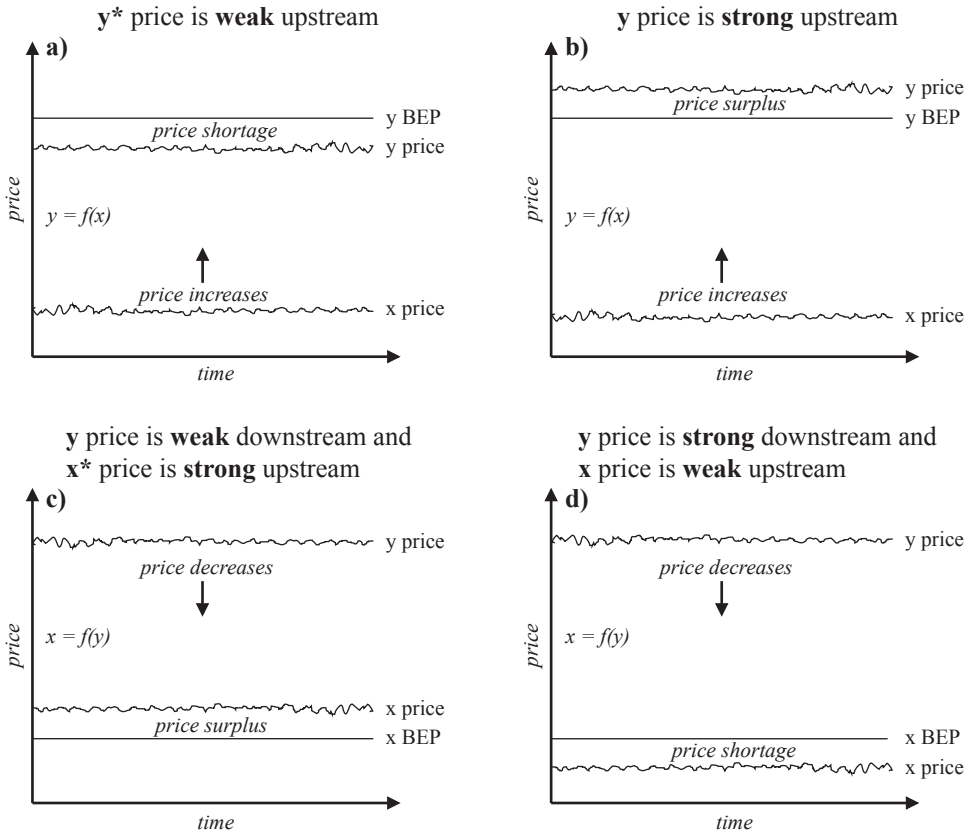 y* price is weak upstream
a)
y BEP
price shortage
y price
price
y = f(x)
price increases
x price
time
y price is strong upstream
b)
y price
price surplus
y BEP
price
y = f(x)
price increases
x price
time
y price is weak downstream and
x* price is strong upstream
c)
y price
price decreases
price
x = f(y)
x price
price surplus
x BEP
time
y price is strong downstream and
x price is weak upstream
d)
y price
price decreases
price
x = f(y)
x BEP
price shortage
x price
time